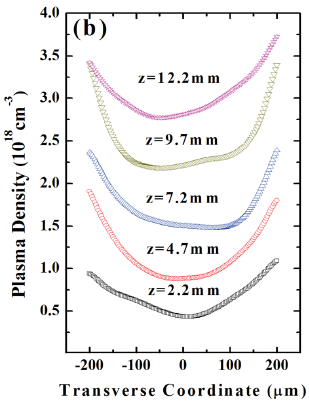 (b)
4.0
3.5
3.0
2.5
2.0
1.5
1.0
0.5
Plasma Density (10¹⁸ cm⁻³)
z=12.2mm
z=9.7mm
z=7.2mm
z=4.7mm
z=2.2mm
-200 -100 0 100 200
Transverse Coordinate (μm)